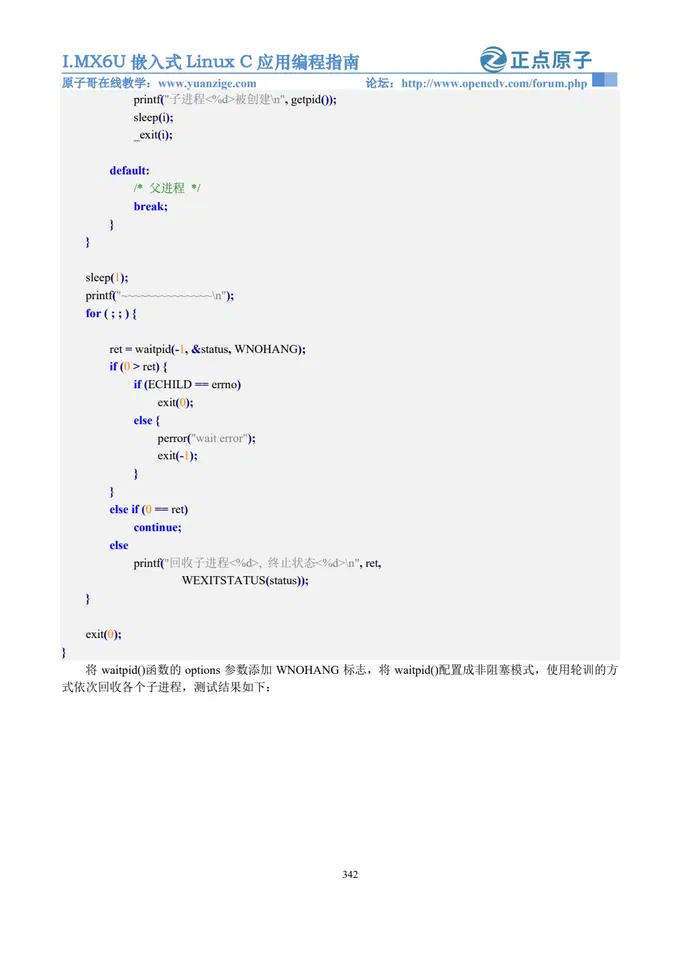 I.MX6U 嵌入式 Linux C 应用编程指南
正点原子
原子哥在线教学：www.yuanzige.com 论坛：http://www.openedv.com/forum.php
printf("子进程<%d>被创建\n", getpid());
sleep(i);
_exit(i);
default:
/* 父进程 */
break;
}
}
sleep(1);
printf("~~~~~~~~~~~~~~\n");
for ( ; ; ) {
ret = waitpid(-1, &status, WNOHANG);
if (0 > ret) {
if (ECHILD == errno)
exit(0);
else {
perror("wait error");
exit(-1);
}
}
else if (0 == ret)
continue;
else
printf("回收子进程<%d>, 终止状态<%d>\n", ret,
WEXITSTATUS(status));
}
exit(0);
}
将 waitpid()函数的 options 参数添加 WNOHANG 标志，将 waitpid()配置成非阻塞模式，使用轮训的方
式依次回收各个子进程，测试结果如下：
342